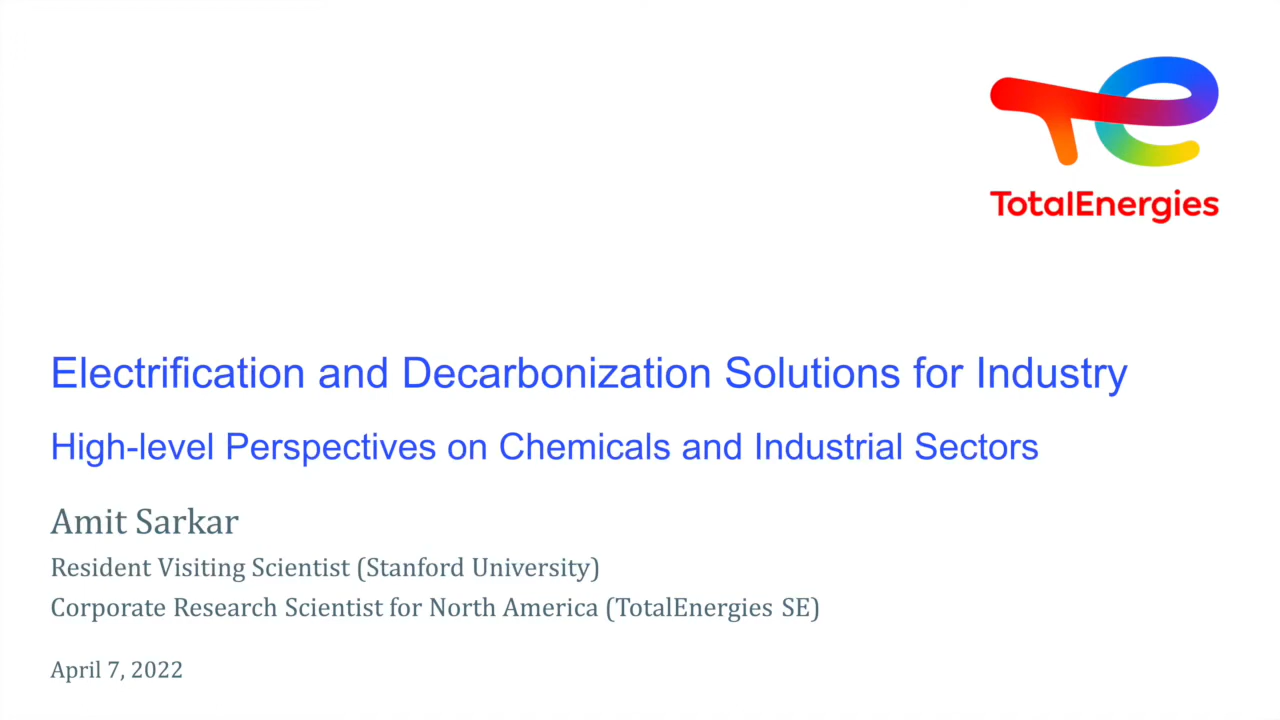 TotalEnergies
Electrification and Decarbonization Solutions for Industry
High-level Perspectives on Chemicals and Industrial Sectors
Amit Sarkar
Resident Visiting Scientist (Stanford University)
Corporate Research Scientist for North America (TotalEnergies SE)
April 7, 2022